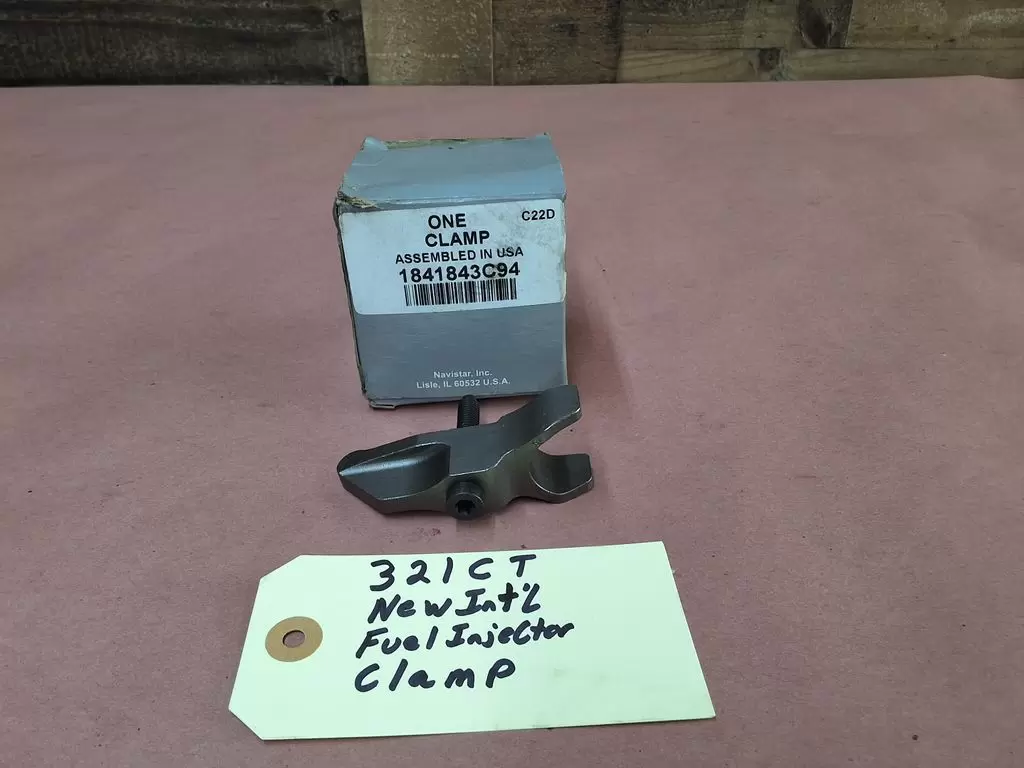 ONE C22D
CLAMP
ASSEMBLED IN USA
1841843C94
Navistar, Inc.
Lisle, IL 60532 U.S.A.
321CT
New Int'l
Fuel Injector
Clamp